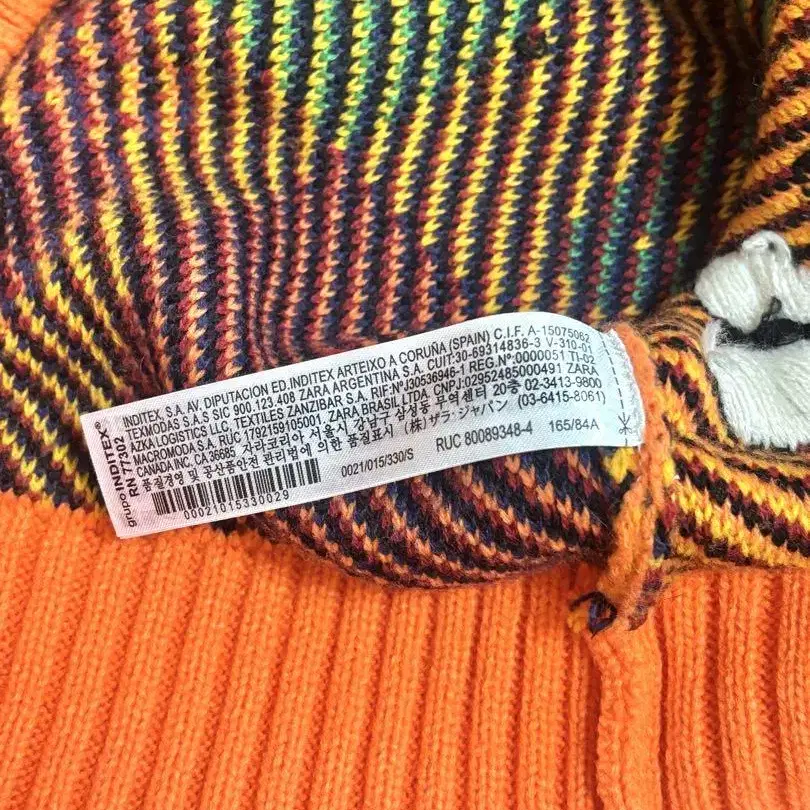 grupo INDITEX
RN 77302
INDITEX, S.A. AV. DIPUTACION ED.INDITEX ARTEIXO A CORUÑA (SPAIN) C.I.F. A-15075062
TEXMODAS S.A.S SIC 900.123.408 ZARA ARGENTINA S.A. CUIT:30-69314836-3 V-310-01
AZKA LOGISTICS LLC, TEXTILES ZANZIBAR S.A. RIF:Nº J30536946-1 REG.Nº:0000051 TI-02
MACROMODA S.A. RUC 1792159105001. ZARA BRASIL LTDA. CNPJ:02952485000491 ZARA
CANADA INC. CA.36685 자라코리아 서울시 강남구 삼성동 무역센터 20층 02-3413-9800
품질경영 및 공산품안전 관리법에 의한 품질표시 (株) ザラ・ジャパン (03-6415-8061)
0021/015/330/S RUC 80089348-4 165/84A
00021015330029